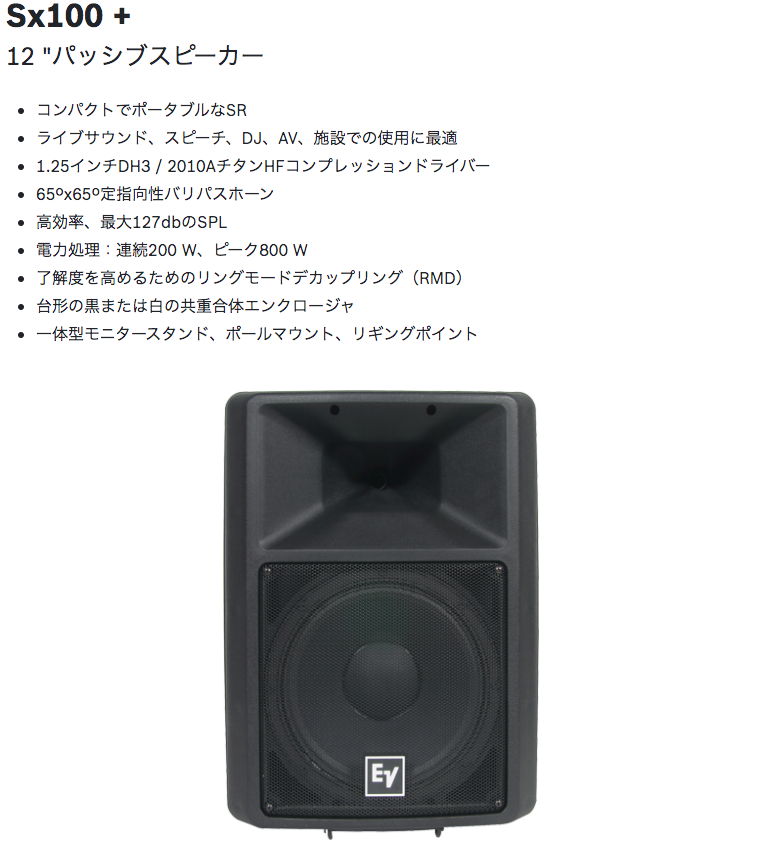 Sx100 +
12 "パッシブスピーカー
• コンパクトでポータブルなSR
• ライブサウンド、スピーチ、DJ、AV、施設での使用に最適
• 1.25インチDH3 / 2010AチタンHFコンプレッションドライバー
• 65ºx65º定指向性バリパスホーン
• 高効率、最大127dbのSPL
• 電力処理：連続200 W、ピーク800 W
• 了解度を高めるためのリングモードデカップリング（RMD）
• 台形の黒または白の共重合体エンクロージャ
• 一体型モニタースタンド、ポールマウント、リギングポイント
EV